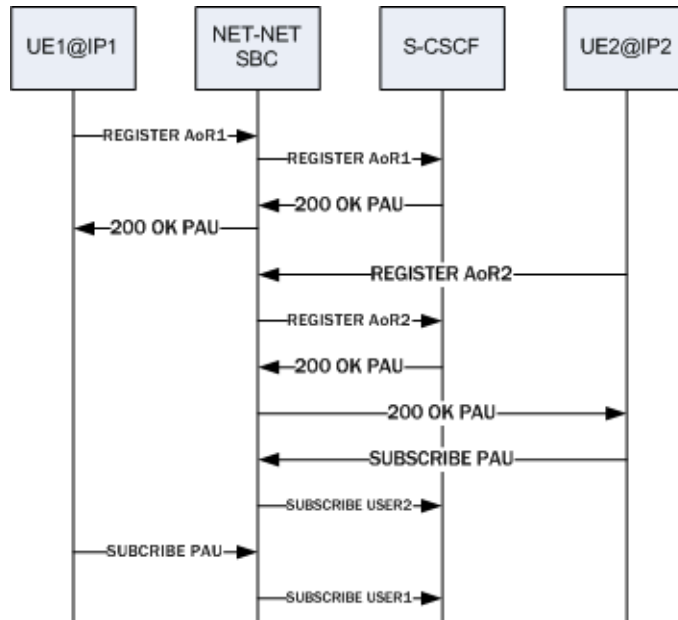 UE1@IP1
NET-NET
SBC
S-CSCF
UE2@IP2
REGISTER AoR1
REGISTER AoR1
200 OK PAU
200 OK PAU
REGISTER AoR2
REGISTER AoR2
200 OK PAU
200 OK PAU
SUBSCRIBE PAU
SUBSCRIBE USER2
SUBCRIBE PAU
SUBSCRIBE USER1